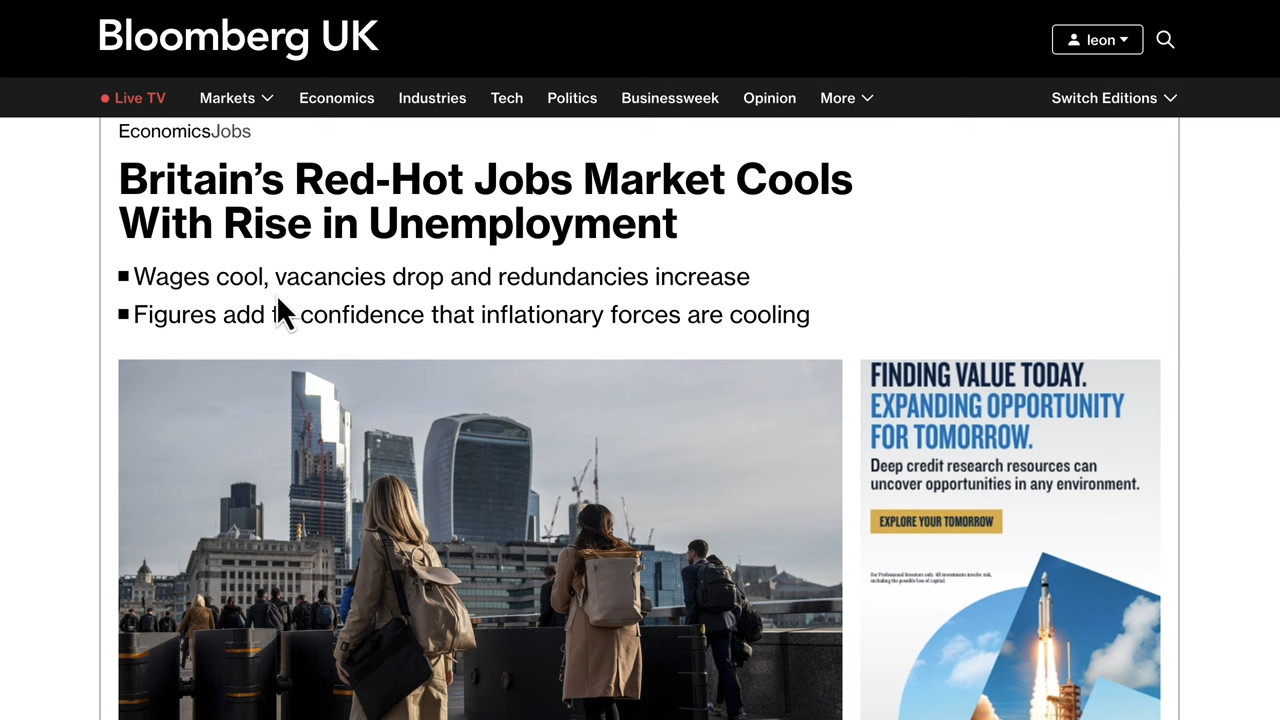 Bloomberg UK
leon
Live TV
Markets
Economics
Industries
Tech
Politics
Businessweek
Opinion
More
Switch Editions
EconomicsJobs
Britain's Red-Hot Jobs Market Cools
With Rise in Unemployment
Wages cool, vacancies drop and redundancies increase
Figures add confidence that inflationary forces are cooling
FINDING VALUE TODAY.
EXPANDING OPPORTUNITY
FOR TOMORROW.
Deep credit research resources can
uncover opportunities in any environment.
EXPLORE YOUR TOMORROW
For Professional Investors only. All investments involve risk,
including the possible loss of capital.